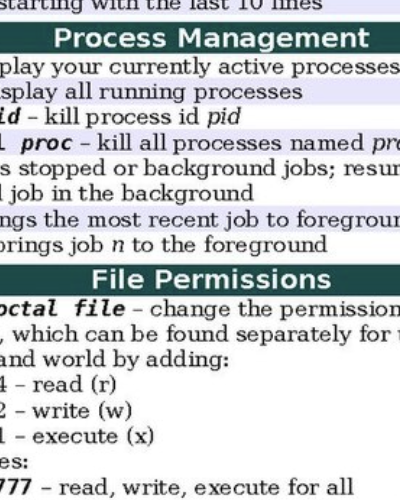 starting with the last 10 lines
Process Management
play your currently active processes
splay all running processes
id – kill process id pid
l proc – kill all processes named pro
s stopped or background jobs; resum
job in the background
ngs the most recent job to foregroun
brings job n to the foreground
File Permissions
octal file – change the permission
, which can be found separately for
and world by adding:
4 – read (r)
2 – write (w)
1 – execute (x)
es:
777 – read, write, execute for all